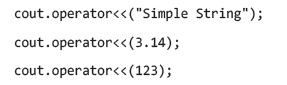 cout.operator<<("Simple String");
cout.operator<<(3.14);
cout.operator<<(123);